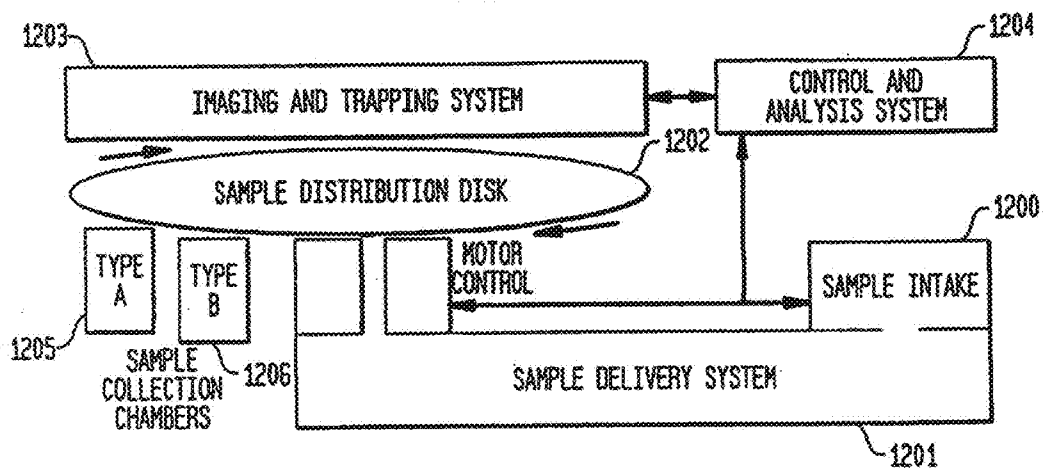 1203
1204
IMAGING AND TRAPPING SYSTEM
CONTROL AND
ANALYSIS SYSTEM
1202
SAMPLE DISTRIBUTION DISK
1200
TYPE
A
TYPE
B
MOTOR
CONTROL
SAMPLE INTAKE
1205
1206
SAMPLE
COLLECTION
CHAMBERS
SAMPLE DELIVERY SYSTEM
1201